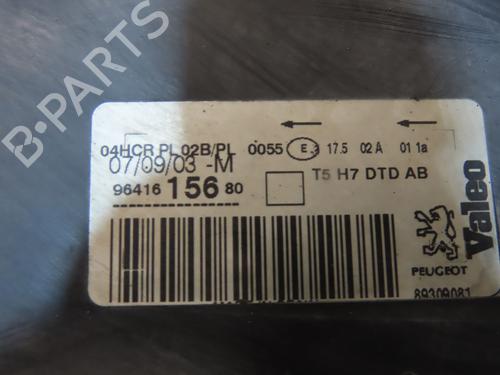 B-PARTS
04HCR PL 02B/PL 0055 E 3 17.5 02 A 01 1a
07/09/03 -M
96416 156 80 T5 H7 DTD AB
Valeo
PEUGEOT
89309081